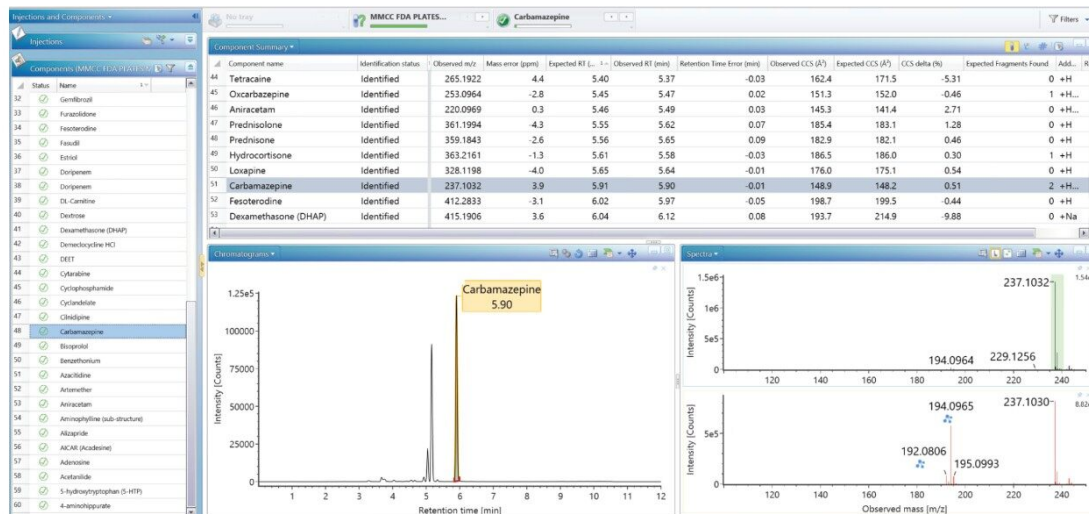 Injections and Components
No tray
MMCC FDA PLATES...
Carbamazepine
Filters
Injections
Components (MMCC FDA PLATES
Status Name
32 Gemfibrozil
33 Furazolidone
34 Fesoterodine
35 Fasudil
36 Estriol
37 Doripenem
38 Doripenem
39 DL-Carnitine
40 Dextrose
41 Dexamethasone (DHAP)
42 Demeclocycline HCl
43 DEET
44 Cytarabine
45 Cyclophosphamide
46 Cyclandelate
47 Cilnidipine
48 Carbamazepine
49 Bisoprolol
50 Benzethonium
51 Azacitidine
52 Artemether
53 Aniracetam
54 Aminophylline (sub-structure)
55 Alizapride
56 AICAR (Acadesine)
57 Adenosine
58 Acetanilide
59 5-hydroxytryptophan (5-HTP)
60 4-aminohippurate
Component Summary
Component name Identification status Observed m/z Mass error (ppm) Expected RT (... Observed RT (min) Retention Time Error (min) Observed CCS (Å²) Expected CCS (Å²) CCS delta (%) Expected Fragments Found Add...
44 Tetracaine Identified 265.1922 4.4 5.40 5.37 -0.03 162.4 171.5 -5.31 0 +H
45 Oxcarbazepine Identified 253.0964 -2.8 5.45 5.47 0.02 151.3 152.0 -0.46 1 +H...
46 Aniracetam Identified 220.0969 0.3 5.46 5.49 0.03 145.3 141.4 2.71 0 +H...
47 Prednisolone Identified 361.1994 -4.3 5.55 5.62 0.07 185.4 183.1 1.28 0 +H
48 Prednisone Identified 359.1843 -2.6 5.56 5.65 0.09 182.9 182.1 0.46 0 +H
49 Hydrocortisone Identified 363.2161 -1.3 5.61 5.58 -0.03 186.5 186.0 0.30 1 +H
50 Loxapine Identified 328.1198 -4.0 5.65 5.64 -0.01 176.0 175.1 0.54 0 +H
51 Carbamazepine Identified 237.1032 3.9 5.91 5.90 -0.01 148.9 148.2 0.51 2 +H...
52 Fesoterodine Identified 412.2833 -3.1 6.02 5.97 -0.05 198.7 199.5 -0.44 0 +H
53 Dexamethasone (DHAP) Identified 415.1906 3.6 6.04 6.12 0.08 193.7 214.9 -9.88 0 +Na
Chromatograms
Carbamazepine
5.90
1.25e5
100000
75000
50000
25000
0
Intensity [Counts]
1 2 3 4 5 6 7 8 9 10 11 12
Retention time [min]
Spectra
1.5e6
1e6
5e5
0
Intensity [Counts]
237.1032
194.0964
229.1256
120 140 160 180 200 220 240
194.0965
237.1030
192.0806
195.0993
5e5
0
Intensity [Counts]
120 140 160 180 200 220 240
Observed mass [m/z]